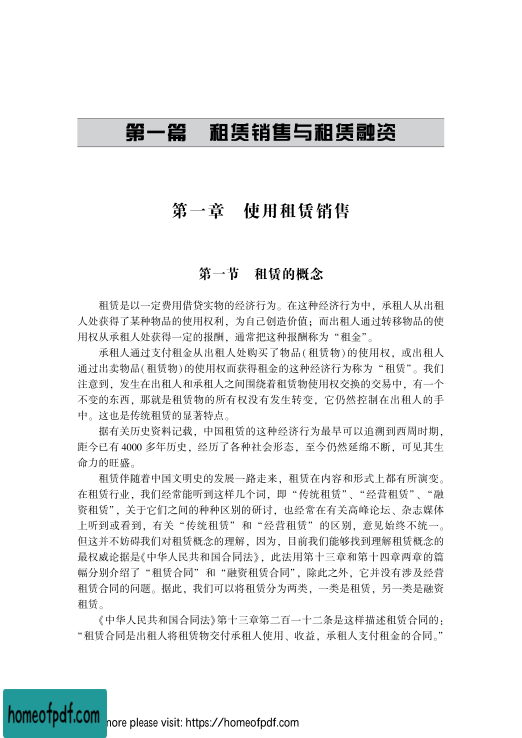 第一篇　租赁销售与租赁融资
第一章　使用租赁销售
第一节　租赁的概念
租赁是以一定费用借贷实物的经济行为。在这种经济行为中，承租人从出租
人处获得了某种物品的使用权利，为自己创造价值；而出租人通过转移物品的使
用权从承租人处获得一定的报酬，通常把这种报酬称为“租金”。
承租人通过支付租金从出租人处购买了物品(租赁物)的使用权，或出租人
通过出卖物品(租赁物)的使用权而获得租金的这种经济行为称为“租赁”。我们
注意到，发生在出租人和承租人之间围绕着租赁物使用权交换的交易中，有一个
不变的东西，那就是租赁物的所有权没有发生转变，它仍然控制在出租人的手
中。这也是传统租赁的显著特点。
据有关历史资料记载，中国租赁的这种经济行为最早可以追溯到西周时期，
距今已有4000多年历史，经历了各种社会形态，至今仍然延绵不断，可见其生
命力的旺盛。
租赁伴随着中国文明史的发展一路走来，租赁在内容和形式上都有所演变。
在租赁行业，我们经常能听到这样几个词，即“传统租赁”、“经营租赁”、“融
资租赁”，关于它们之间的种种区别的研讨，也经常在有关高峰论坛、杂志媒体
上听到或看到，有关“传统租赁”和“经营租赁”的区别，意见始终不统一。
但这并不妨碍我们对租赁概念的理解，因为，目前我们能够找到理解租赁概念的
最权威论据是《中华人民共和国合同法》，此法用第十三章和第十四章两章的篇
幅分别介绍了“租赁合同”和“融资租赁合同”，除此之外，它并没有涉及经营
租赁合同的问题。据此，我们可以将租赁分为两类，一类是租赁，另一类是融资
租赁。
《中华人民共和国合同法》第十三章第二百一十二条是这样描述租赁合同的：
“租赁合同是出租人将租赁物交付承租人使用、收益，承租人支付租金的合同。”
homeofpdf.com
more please visit: https://homeofpdf.com